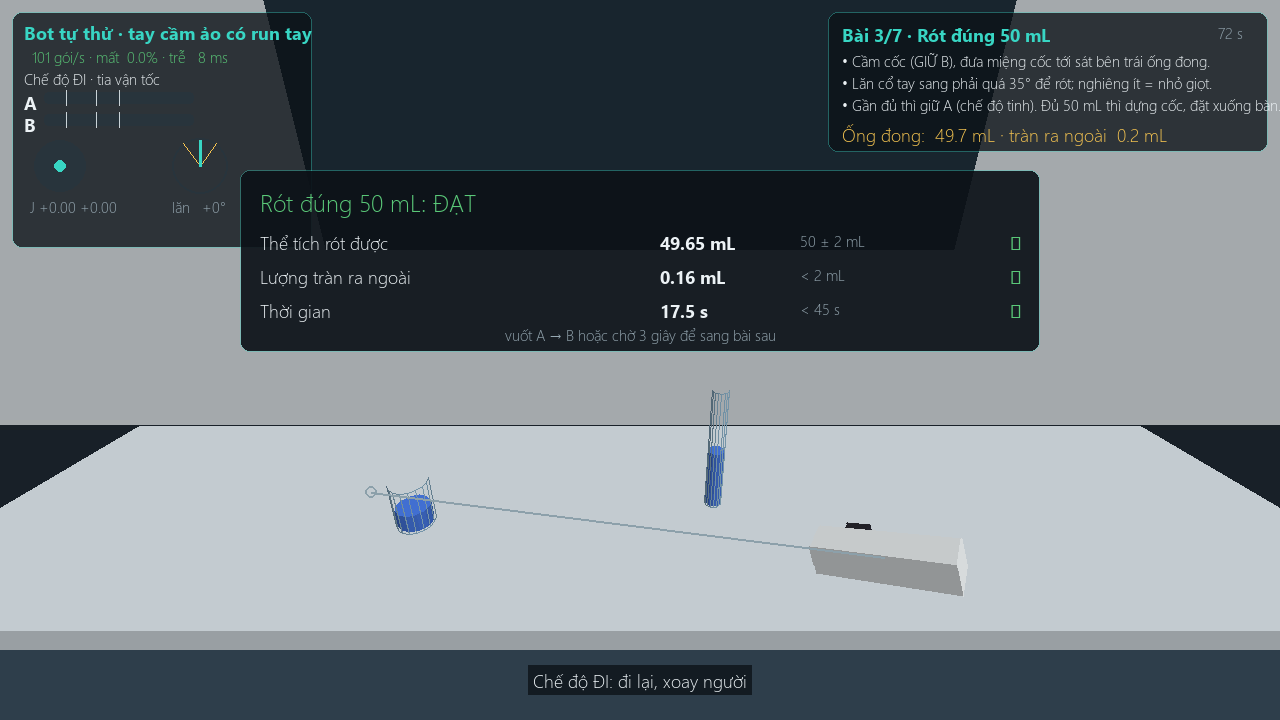 Bot tự thử · tay cầm ảo có run tay
101 gói/s · mất 0.0% · trễ 8 ms
Chế độ ĐI · tia vận tốc
A
B
J +0.00 +0.00 lăn +0°
Bài 3/7 · Rót đúng 50 mL 72 s
• Cầm cốc (GIỮ B), đưa miệng cốc tới sát bên trái ống đong.
• Lăn cổ tay sang phải quá 35° để rót; nghiêng ít = nhỏ giọt.
• Gần đủ thì giữ A (chế độ tinh). Đủ 50 mL thì dựng cốc, đặt xuống bàn.
Ống đong: 49.7 mL · tràn ra ngoài 0.2 mL
Rót đúng 50 mL: ĐẠT
Thể tích rót được 49.65 mL 50 ± 2 mL
Lượng tràn ra ngoài 0.16 mL < 2 mL
Thời gian 17.5 s < 45 s
vuốt A → B hoặc chờ 3 giây để sang bài sau
Chế độ ĐI: đi lại, xoay người